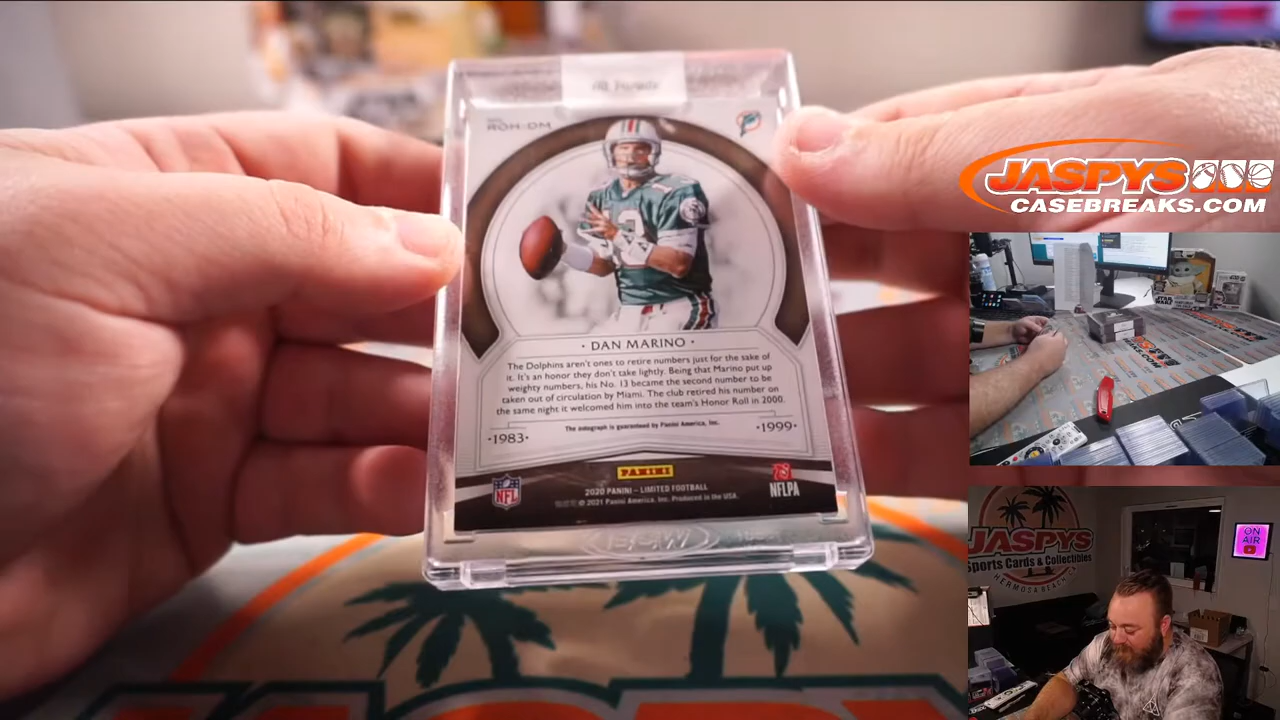 ROH-DM
13
· DAN MARINO ·
The Dolphins aren't ones to retire numbers just for the sake of
it. It's an honor they don't take lightly. Being that Marino put up
weighty numbers, his No. 13 became the second number to be
taken out of circulation by Miami. The club retired his number on
the same night it welcomed him into the team's Honor Roll in 2000.
The autograph is guaranteed by Panini America, Inc.
·1983·
·1999·
PANINI
NFL
2020 PANINI – LIMITED FOOTBALL
© 2021 Panini America, Inc. Produced in the USA.
NFLPA
JASPYS
CASEBREAKS.COM
STAR
WARS
JASPYS
Sports Cards & Collectibles
HERMOSA BEACH, CA
ON
AIR